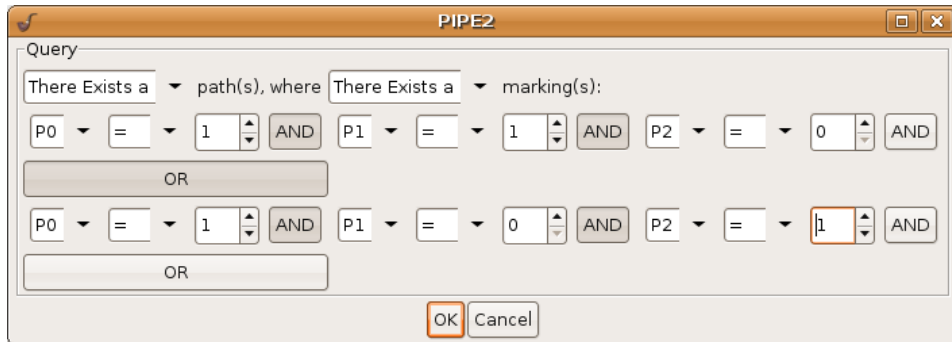 PIPE2
Query
There Exists a path(s), where There Exists a marking(s):
P0 = 1 AND P1 = 1 AND P2 = 0 AND
OR
P0 = 1 AND P1 = 0 AND P2 = 1 AND
OR
OK Cancel